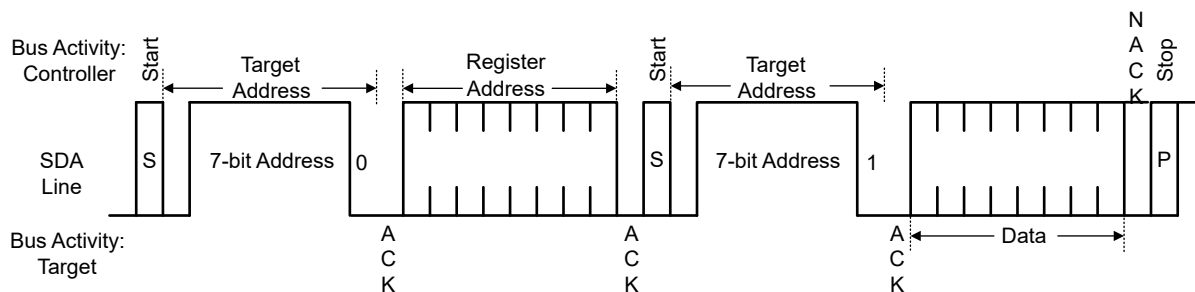 Bus Activity:
Controller
Start
Target
Address
Register
Address
Start
Target
Address
N
A
C
K
Stop
SDA
Line
S
7-bit Address
0
S
7-bit Address
1
P
Bus Activity:
Target
A
C
K
A
C
K
A
C
K
Data